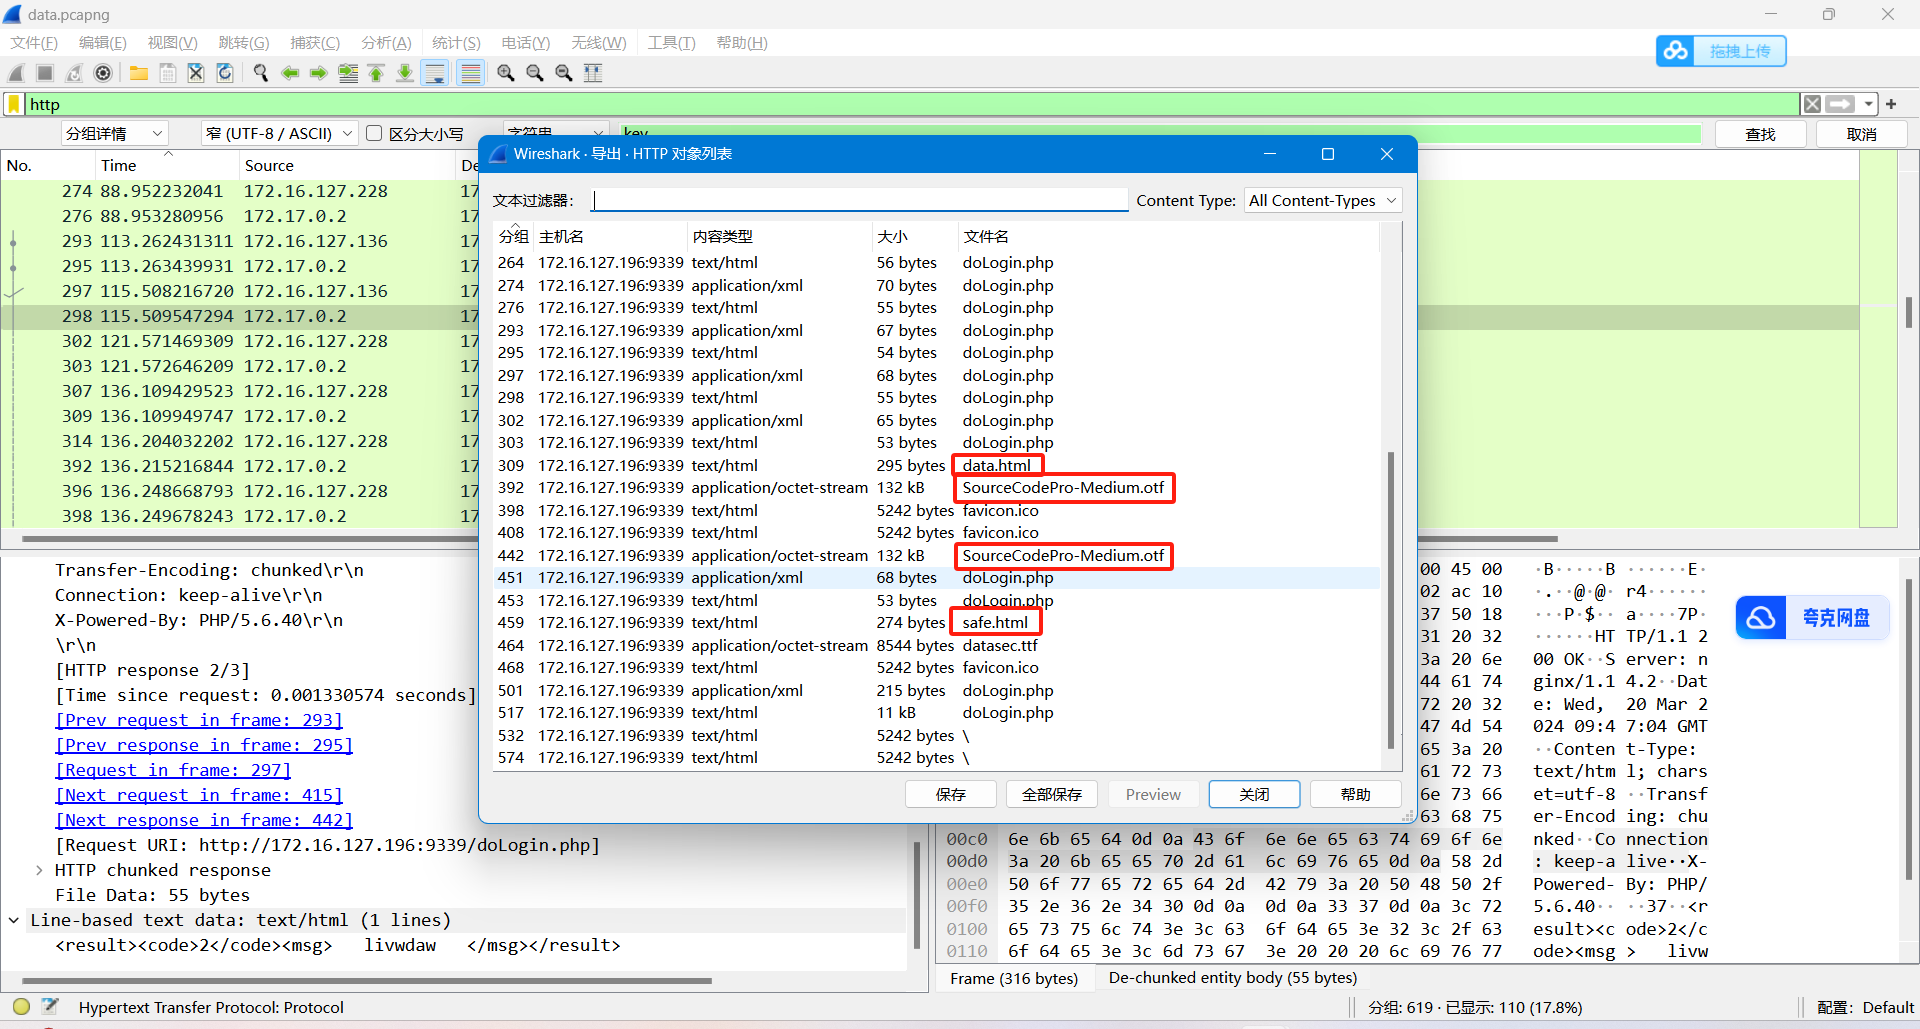 data.pcapng
文件(F) 编辑(E) 视图(V) 跳转(G) 捕获(C) 分析(A) 统计(S) 电话(Y) 无线(W) 工具(T) 帮助(H)
拖拽上传
http
分组详情 窄 (UTF-8 / ASCII) 区分大小写 字符串 key 查找 取消
No. Time Source De
274 88.952232041 172.16.127.228 17
276 88.953280956 172.17.0.2 17
293 113.262431311 172.16.127.136 17
295 113.263439931 172.17.0.2 17
297 115.508216720 172.16.127.136 17
298 115.509547294 172.17.0.2 17
302 121.571469309 172.16.127.228 17
303 121.572646209 172.17.0.2 17
307 136.109429523 172.16.127.228 17
309 136.109949747 172.17.0.2 17
314 136.204032202 172.16.127.228 17
392 136.215216844 172.17.0.2 17
396 136.248668793 172.16.127.228 17
398 136.249678243 172.17.0.2 17
Wireshark · 导出 · HTTP 对象列表
文本过滤器: Content Type: All Content-Types
分组 主机名 内容类型 大小 文件名
264 172.16.127.196:9339 text/html 56 bytes doLogin.php
274 172.16.127.196:9339 application/xml 70 bytes doLogin.php
276 172.16.127.196:9339 text/html 55 bytes doLogin.php
293 172.16.127.196:9339 application/xml 67 bytes doLogin.php
295 172.16.127.196:9339 text/html 54 bytes doLogin.php
297 172.16.127.196:9339 application/xml 68 bytes doLogin.php
298 172.16.127.196:9339 text/html 55 bytes doLogin.php
302 172.16.127.196:9339 application/xml 65 bytes doLogin.php
303 172.16.127.196:9339 text/html 53 bytes doLogin.php
309 172.16.127.196:9339 text/html 295 bytes data.html
392 172.16.127.196:9339 application/octet-stream 132 kB SourceCodePro-Medium.otf
398 172.16.127.196:9339 text/html 5242 bytes favicon.ico
408 172.16.127.196:9339 text/html 5242 bytes favicon.ico
442 172.16.127.196:9339 application/octet-stream 132 kB SourceCodePro-Medium.otf
451 172.16.127.196:9339 application/xml 68 bytes doLogin.php
453 172.16.127.196:9339 text/html 53 bytes doLogin.php
459 172.16.127.196:9339 text/html 274 bytes safe.html
464 172.16.127.196:9339 application/octet-stream 8544 bytes datasec.ttf
468 172.16.127.196:9339 text/html 5242 bytes favicon.ico
501 172.16.127.196:9339 application/xml 215 bytes doLogin.php
517 172.16.127.196:9339 text/html 11 kB doLogin.php
532 172.16.127.196:9339 text/html 5242 bytes \
574 172.16.127.196:9339 text/html 5242 bytes \
保存 全部保存 Preview 关闭 帮助
Transfer-Encoding: chunked\r\n
Connection: keep-alive\r\n
X-Powered-By: PHP/5.6.40\r\n
\r\n
[HTTP response 2/3]
[Time since request: 0.001330574 seconds]
[Prev request in frame: 293]
[Prev response in frame: 295]
[Request in frame: 297]
[Next request in frame: 415]
[Next response in frame: 442]
[Request URI: http://172.16.127.196:9339/doLogin.php]
HTTP chunked response
File Data: 55 bytes
Line-based text data: text/html (1 lines)
<result><code>2</code><msg>   livwdaw   </msg></result>
00 45 00 ·B·····B ······E·
02 ac 10 ·.··@·@· r4······
37 50 18 ···P·$·· a····7P·
31 20 32 ······HT TP/1.1 2
3a 20 6e 00 OK··S erver: n
44 61 74 ginx/1.1 4.2··Dat
72 20 32 e: Wed, 20 Mar 2
47 4d 54 024 09:4 7:04 GMT
65 3a 20 ··Conten t-Type:
61 72 73 text/htm l; chars
6e 73 66 et=utf-8 ··Transf
63 68 75 er-Encod ing: chu
00c0 6e 6b 65 64 0d 0a 43 6f 6e 6e 65 63 74 69 6f 6e nked··Co nnection
00d0 3a 20 6b 65 65 70 2d 61 6c 69 76 65 0d 0a 58 2d : keep-a live··X-
00e0 50 6f 77 65 72 65 64 2d 42 79 3a 20 50 48 50 2f Powered- By: PHP/
00f0 35 2e 36 2e 34 30 0d 0a 0d 0a 33 37 0d 0a 3c 72 5.6.40·· ··37··<r
0100 65 73 75 6c 74 3e 3c 63 6f 64 65 3e 32 3c 2f 63 esult><c ode>2</c
0110 6f 64 65 3e 3c 6d 73 67 3e 20 20 20 6c 69 76 77 ode><msg >   livw
夸克网盘
Frame (316 bytes) De-chunked entity body (55 bytes)
Hypertext Transfer Protocol: Protocol 分组: 619 · 已显示: 110 (17.8%) 配置: Default